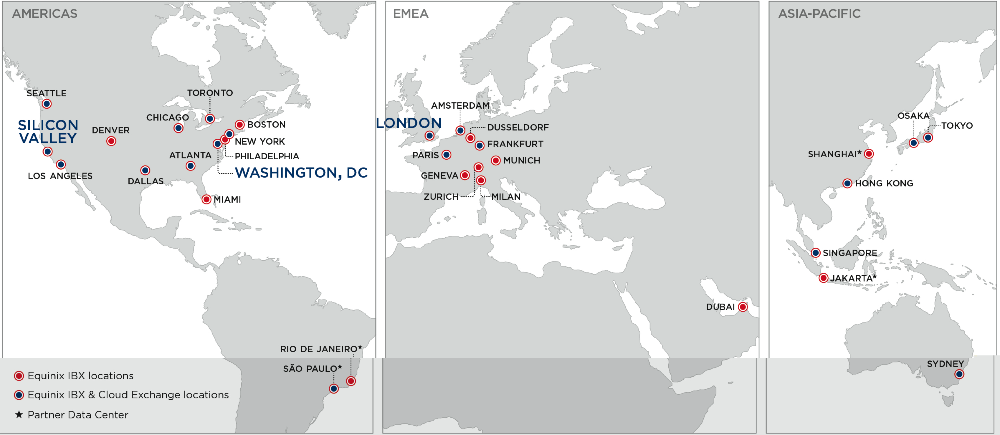 AMERICAS
SEATTLE
TORONTO
CHICAGO
SILICON
VALLEY
DENVER
BOSTON
NEW YORK
ATLANTA
PHILADELPHIA
WASHINGTON, DC
LOS ANGELES
DALLAS
MIAMI
RIO DE JANEIRO★
SÃO PAULO★
Equinix IBX locations
Equinix IBX & Cloud Exchange locations
★ Partner Data Center
EMEA
AMSTERDAM
LONDON
DUSSELDORF
FRANKFURT
PARIS
MUNICH
GENEVA
ZURICH
MILAN
DUBAI
ASIA-PACIFIC
OSAKA
TOKYO
SHANGHAI★
HONG KONG
SINGAPORE
JAKARTA★
SYDNEY